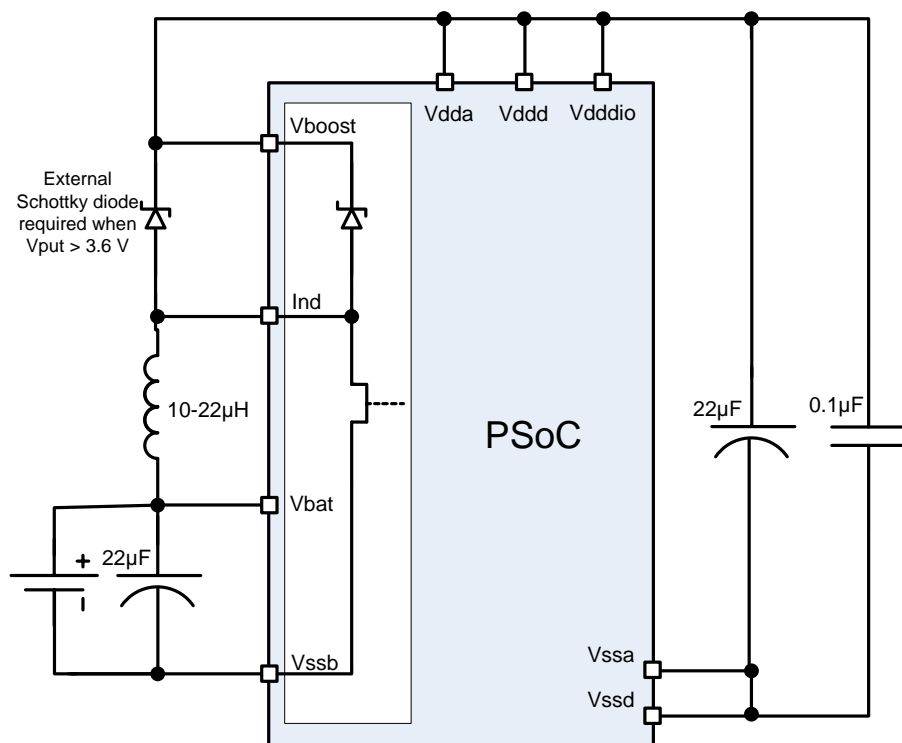 Vdda Vddd Vdddio
Vboost
External
Schottky diode
required when
Vput > 3.6 V
Ind
10-22µH
PSoC
22µF
0.1µF
Vbat
+
22µF
Vssb
Vssa
Vssd